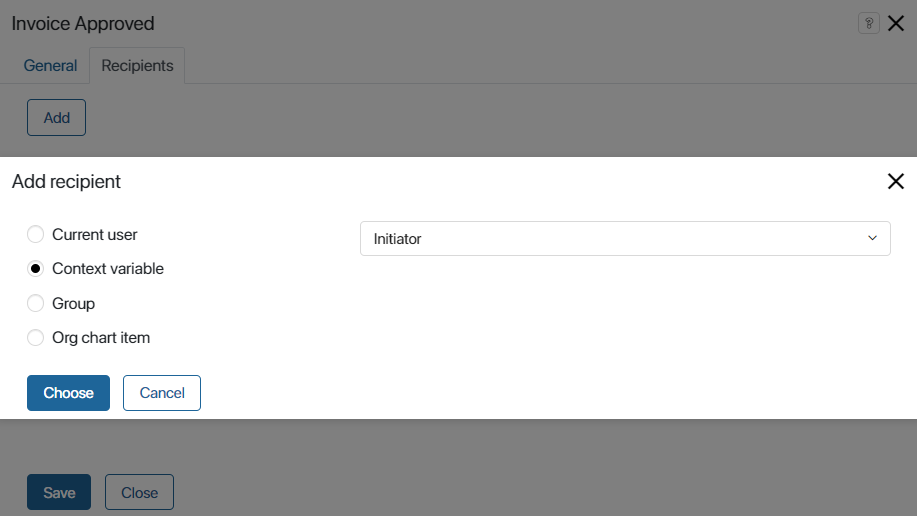 Invoice Approved
?
General Recipients
Add
Add recipient
Current user
Initiator
Context variable
Group
Org chart item
Choose Cancel
Save Close